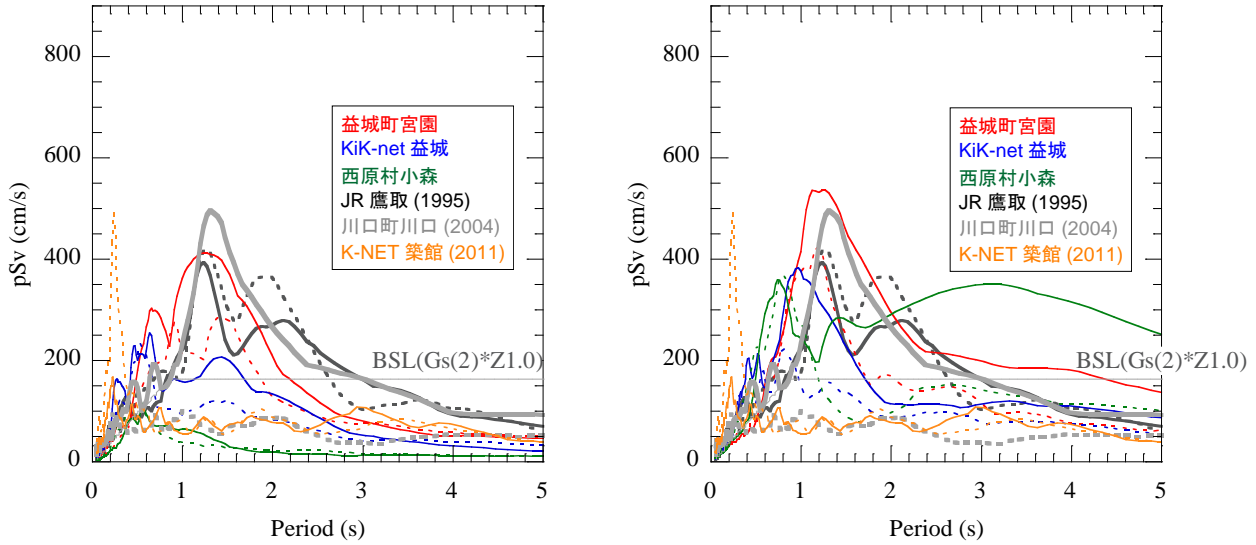 800
600
400
200
0
pSv (cm/s)
益城町宮園
KiK-net 益城
西原村小森
JR 鷹取 (1995)
川口町川口 (2004)
K-NET 築館 (2011)
BSL(Gs(2)*Z1.0)
0 1 2 3 4 5
Period (s)
800
600
400
200
0
pSv (cm/s)
益城町宮園
KiK-net 益城
西原村小森
JR 鷹取 (1995)
川口町川口 (2004)
K-NET 築館 (2011)
BSL(Gs(2)*Z1.0)
0 1 2 3 4 5
Period (s)